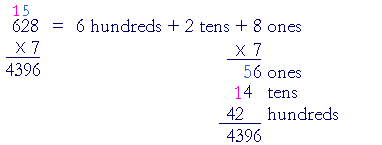 15
628 = 6 hundreds + 2 tens + 8 ones
X 7 X 7
4396 56 ones
14 tens
42 hundreds
4396